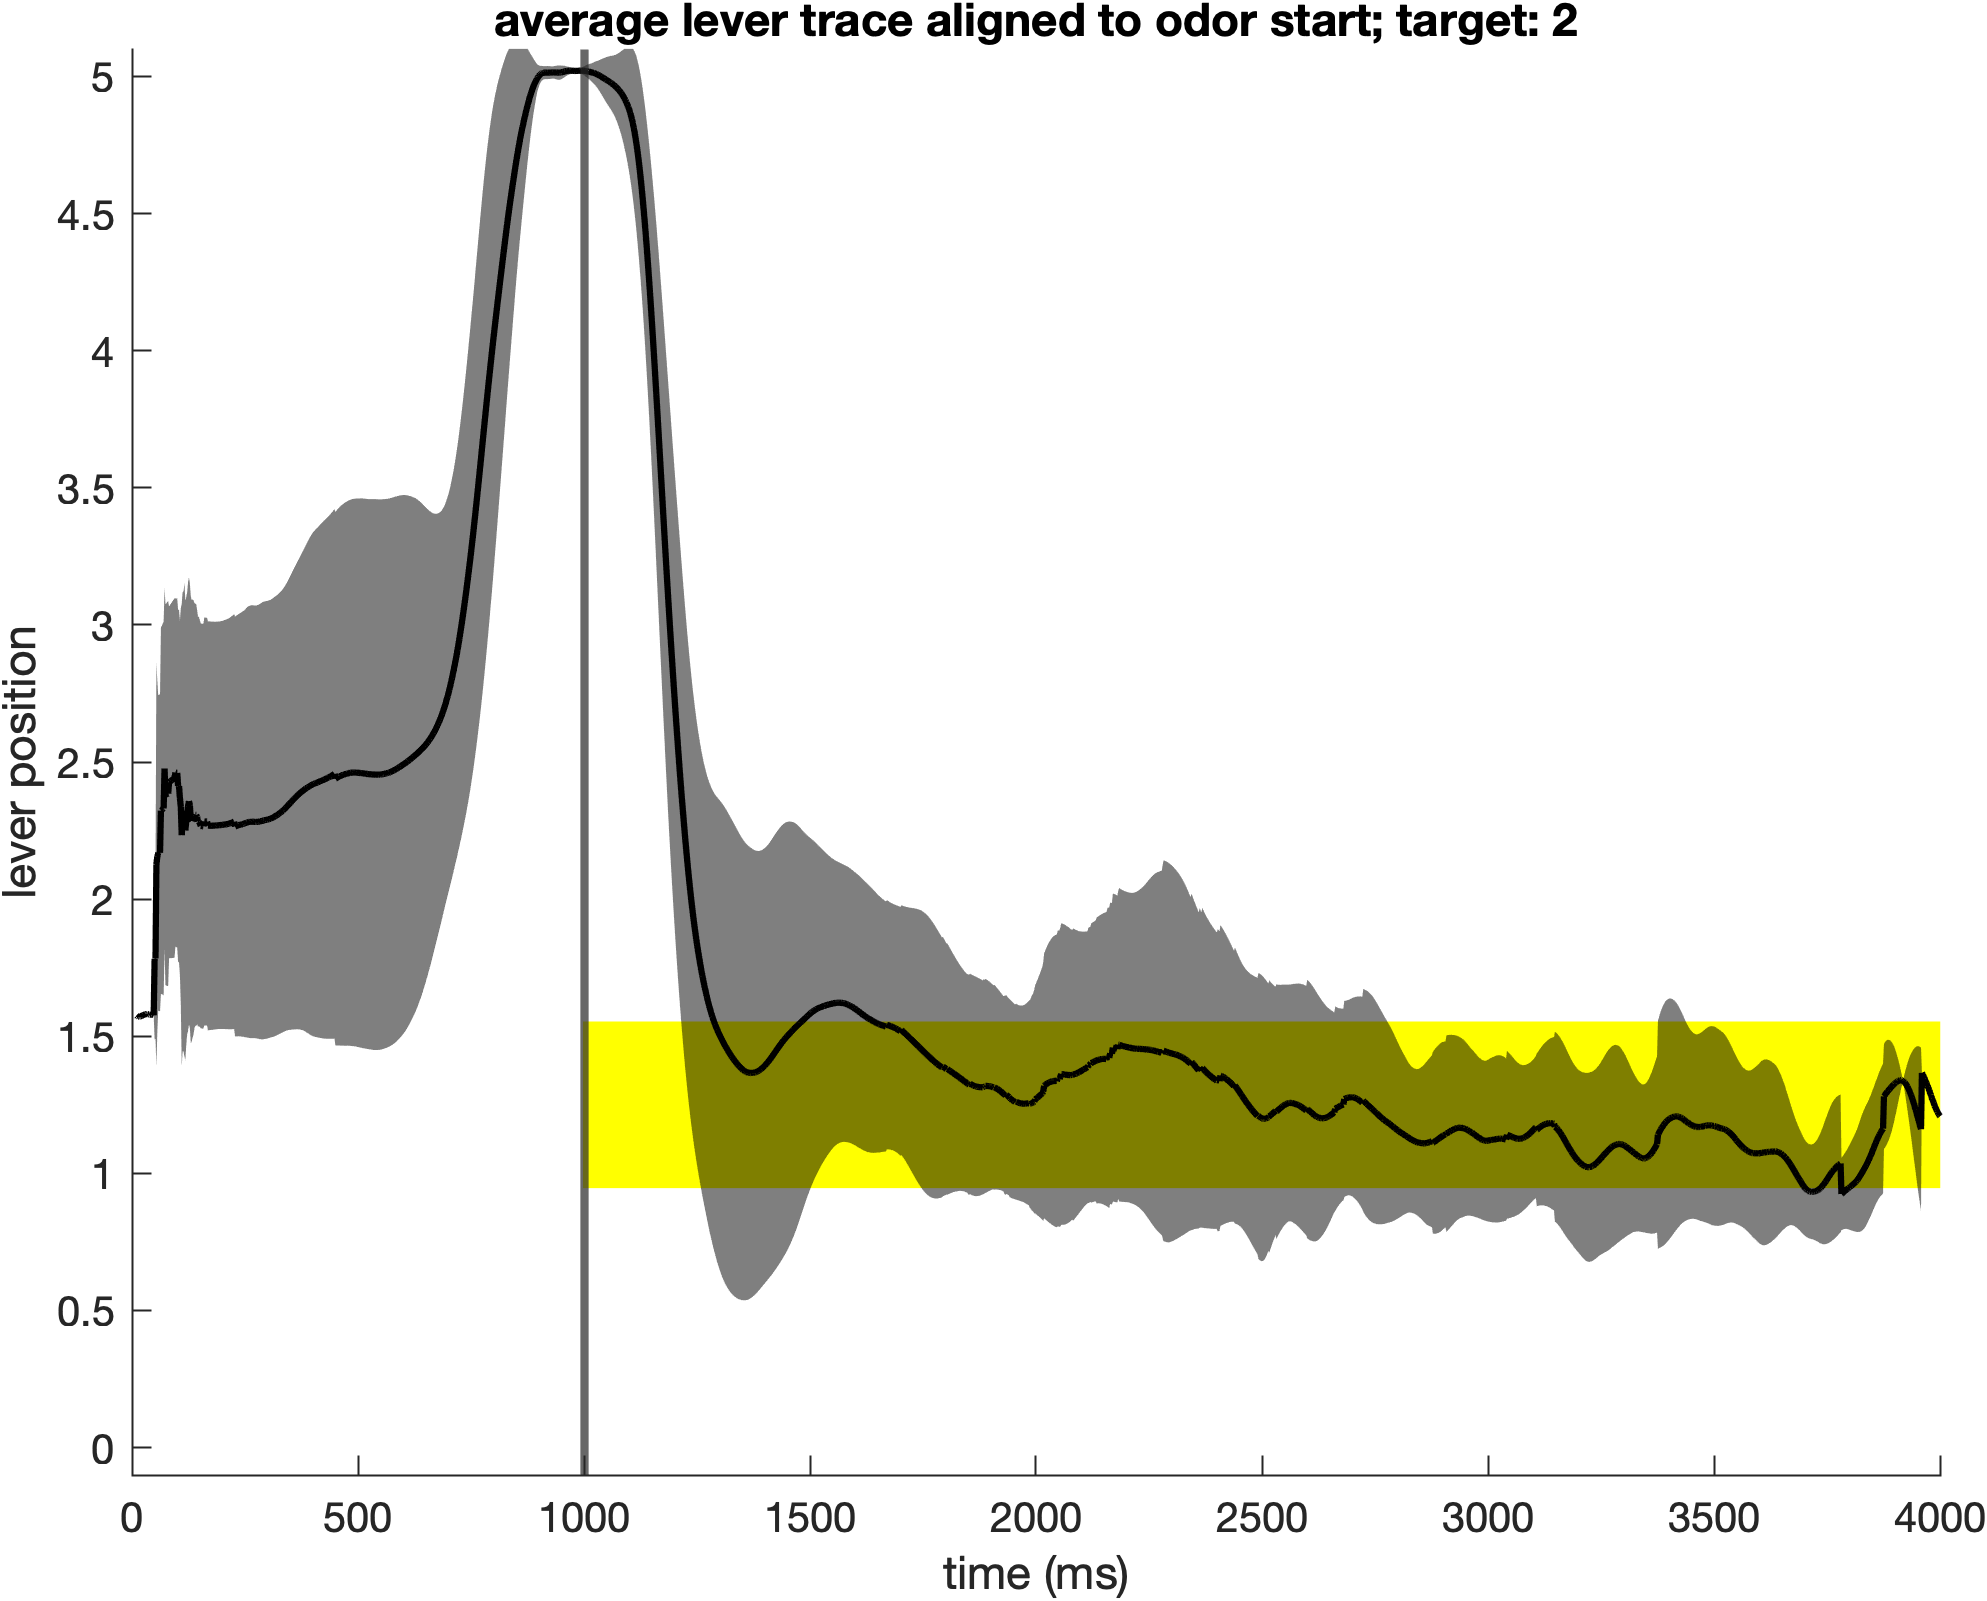 average lever trace aligned to odor start; target: 2
lever position
5
4.5
4
3.5
3
2.5
2
1.5
1
0.5
0
0 500 1000 1500 2000 2500 3000 3500 4000
time (ms)